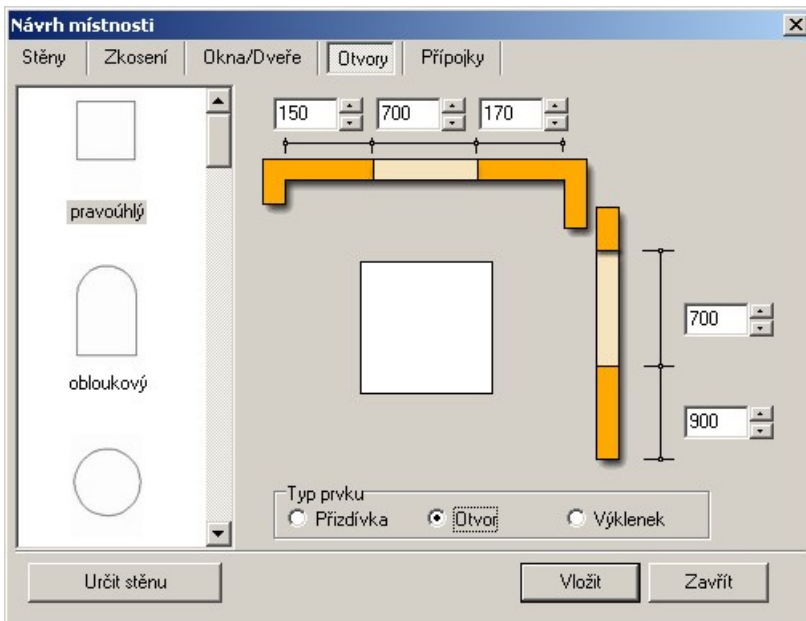 Návrh místnosti
Stěny Zkosení Okna/Dveře Otvory Přípojky
150 700 170
pravoúhlý
obloukový
700
900
Typ prvku
Přizdívka Otvor Výklenek
Určit stěnu Vložit Zavřít